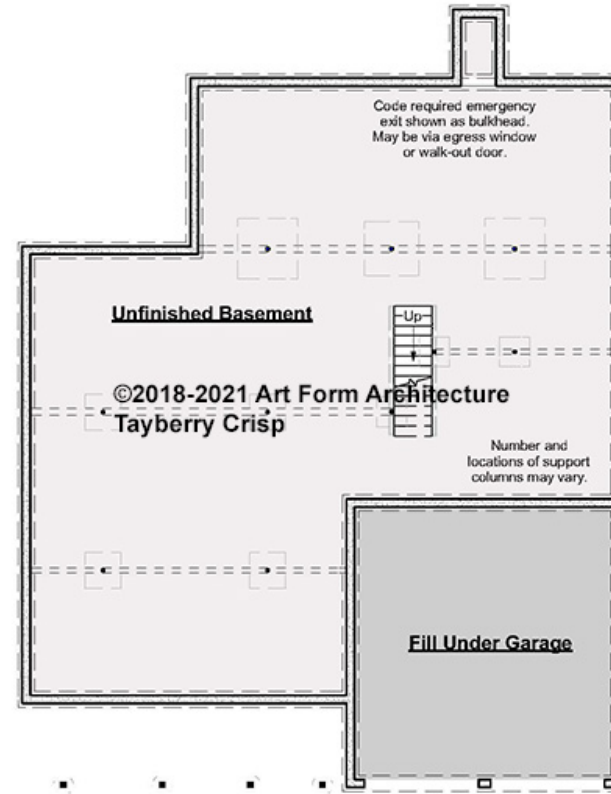 Code required emergency
exit shown as bulkhead.
May be via egress window
or walk-out door.
Unfinished Basement
Up
©2018-2021 Art Form Architecture
Tayberry Crisp
Number and
locations of support
columns may vary.
Fill Under Garage